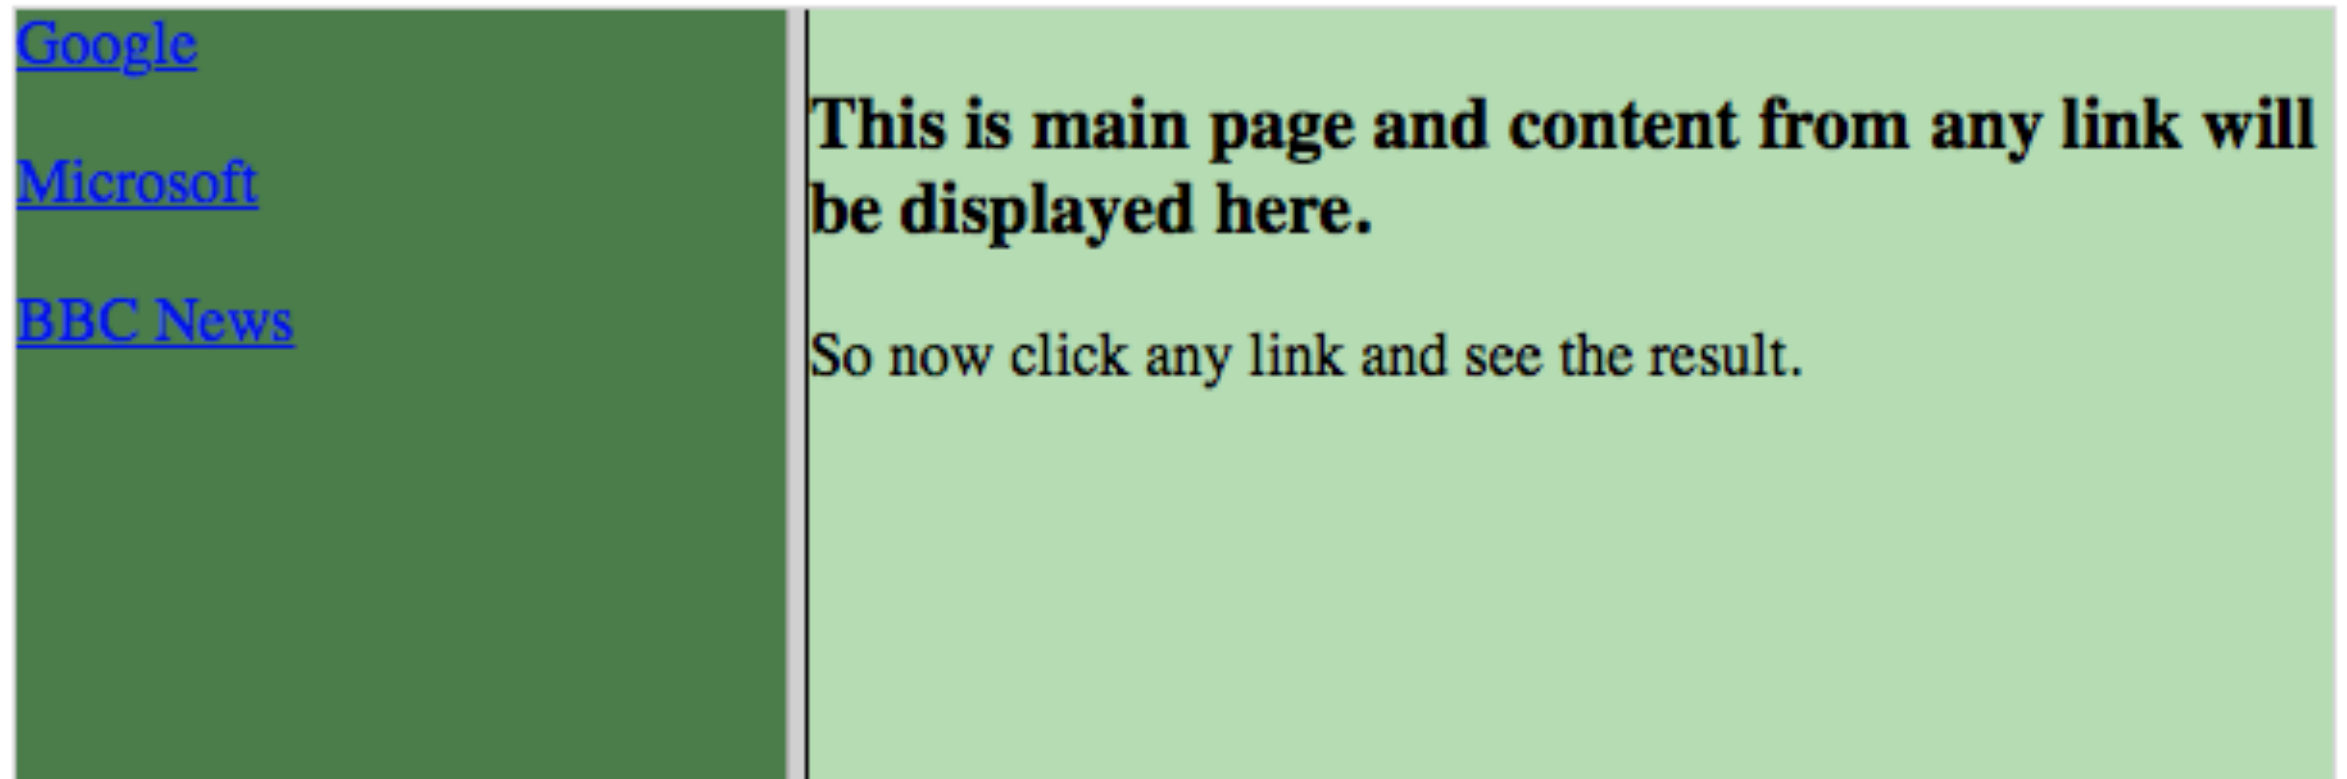 Google
Microsoft
BBC News
This is main page and content from any link will
be displayed here.
So now click any link and see the result.